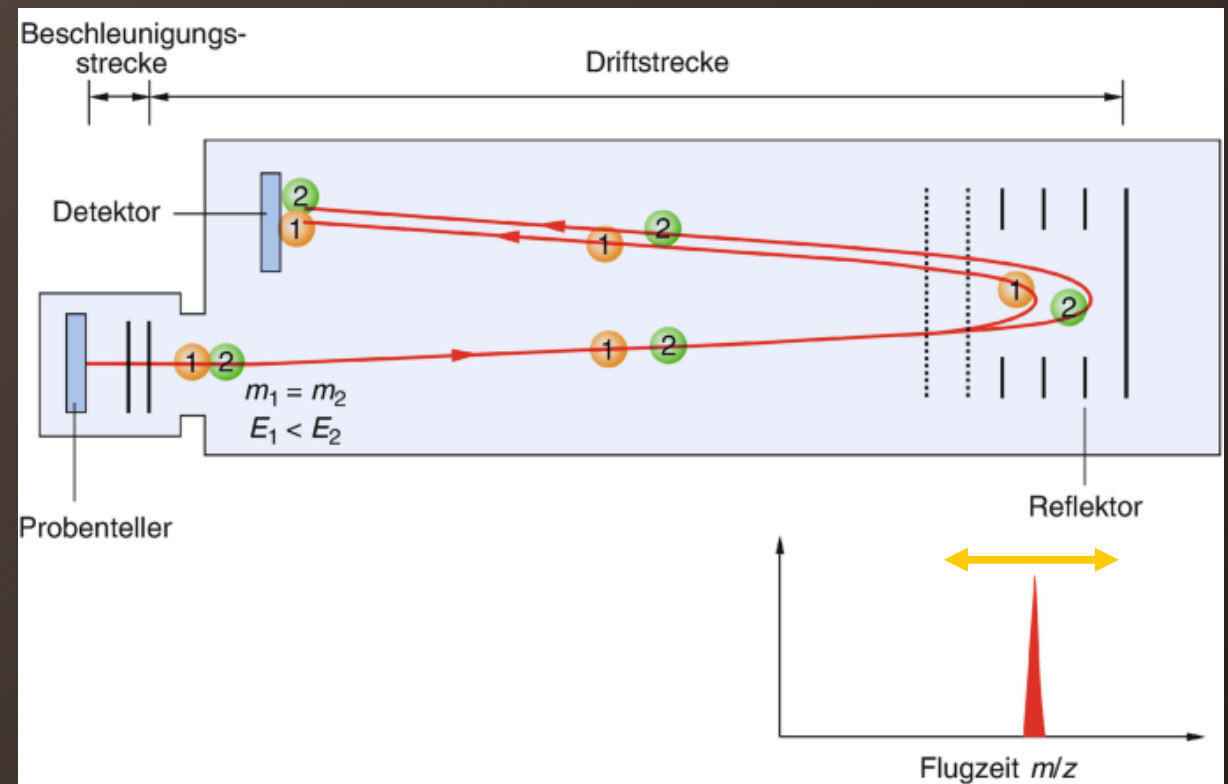 Beschleunigungs-
strecke
Driftstrecke
Detektor
2
1
1
2
1
2
1 2
1 2
m₁ = m₂
E₁ < E₂
Probenteller
Reflektor
Flugzeit m/z